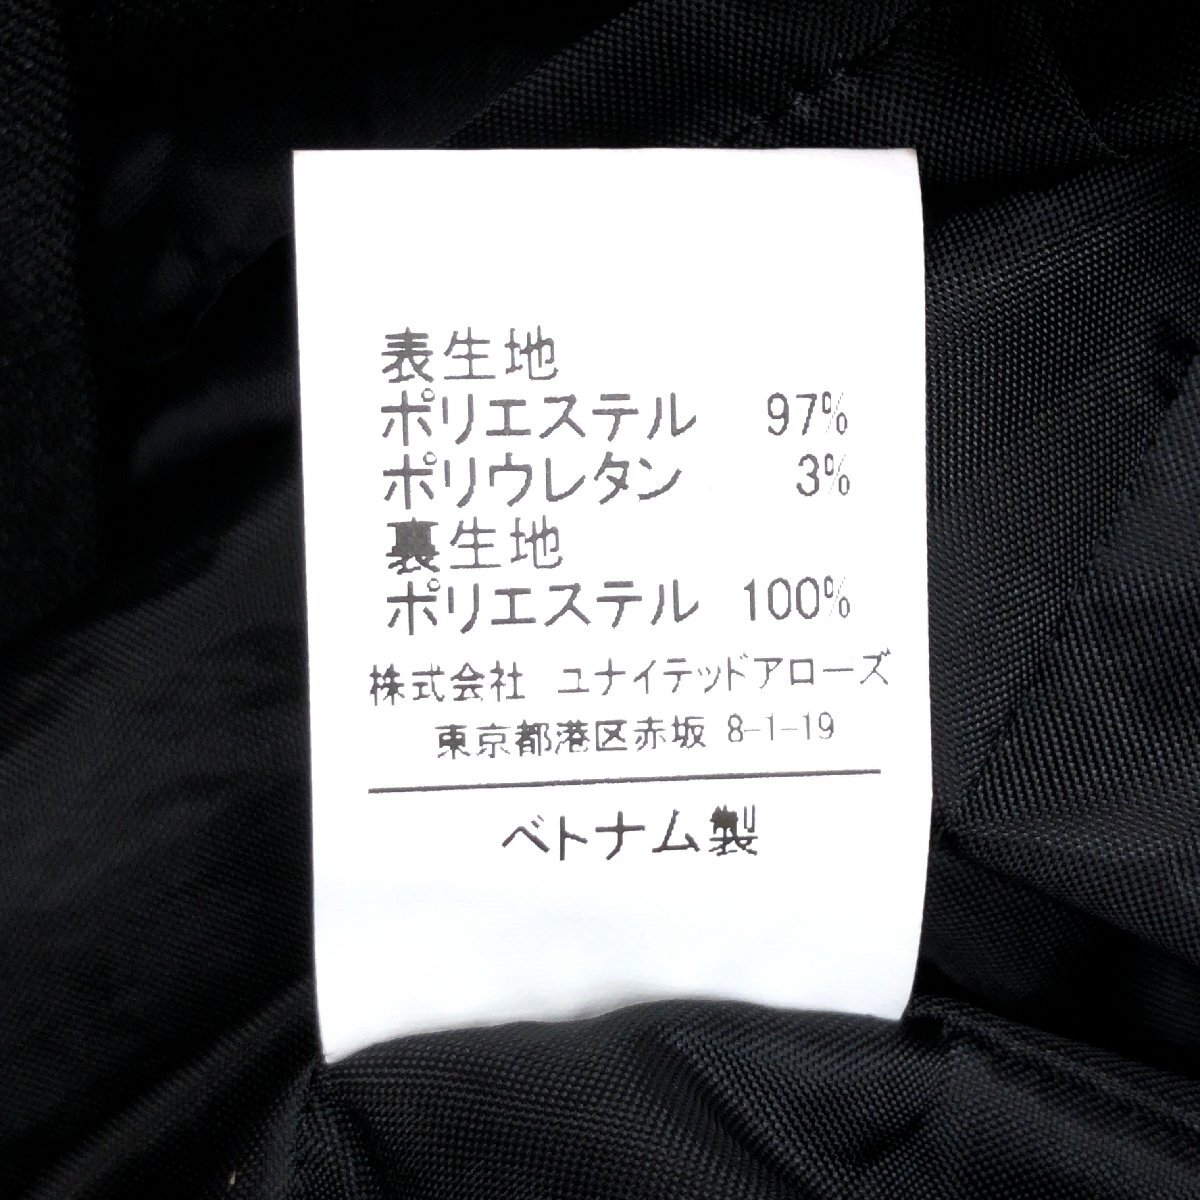 表生地
ポリエステル 97%
ポリウレタン 3%
裏生地
ポリエステル 100%
株式会社 ユナイテッドアローズ
東京都港区赤坂 8-1-19
ベトナム製